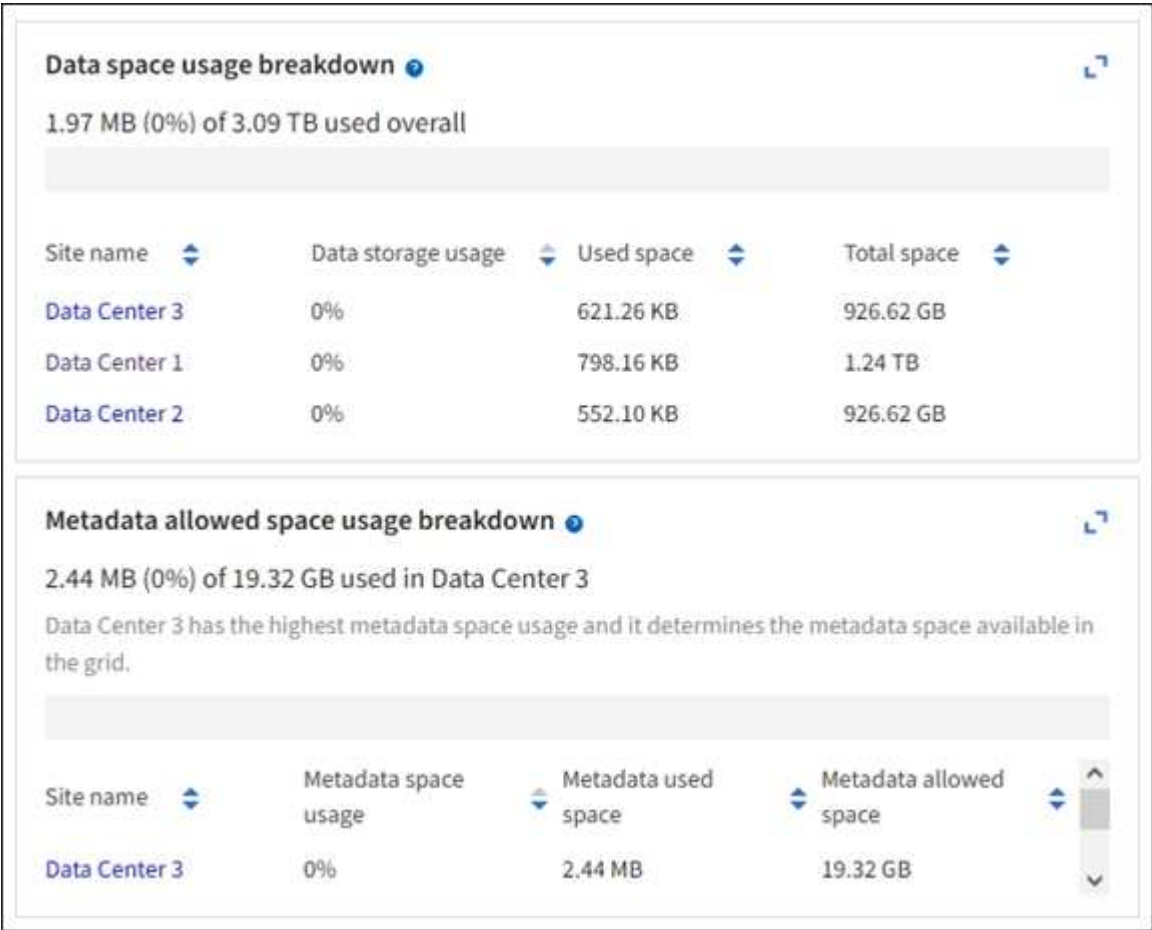 Data space usage breakdown ?
1.97 MB (0%) of 3.09 TB used overall
Site name Data storage usage Used space Total space
Data Center 3 0% 621.26 KB 926.62 GB
Data Center 1 0% 798.16 KB 1.24 TB
Data Center 2 0% 552.10 KB 926.62 GB
Metadata allowed space usage breakdown ?
2.44 MB (0%) of 19.32 GB used in Data Center 3
Data Center 3 has the highest metadata space usage and it determines the metadata space available in
the grid.
Site name Metadata space usage Metadata used space Metadata allowed space
Data Center 3 0% 2.44 MB 19.32 GB